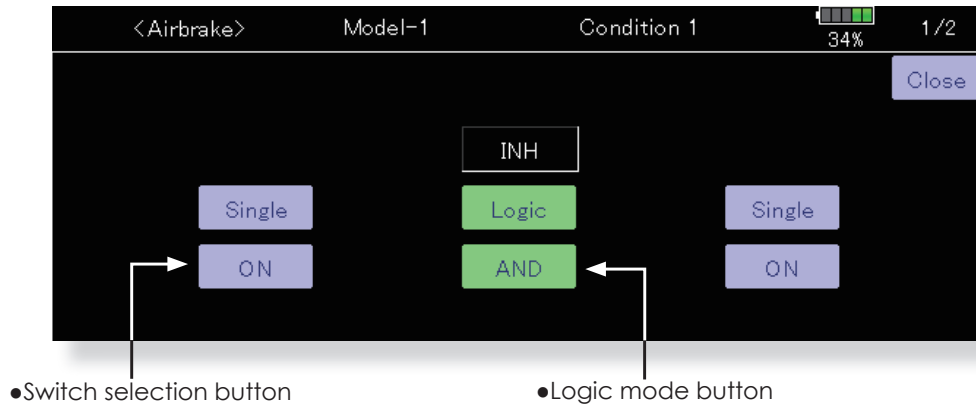 <Airbrake> Model-1 Condition 1 34% 1/2
Close
INH
Single Logic Single
ON AND ON
●Switch selection button ●Logic mode button